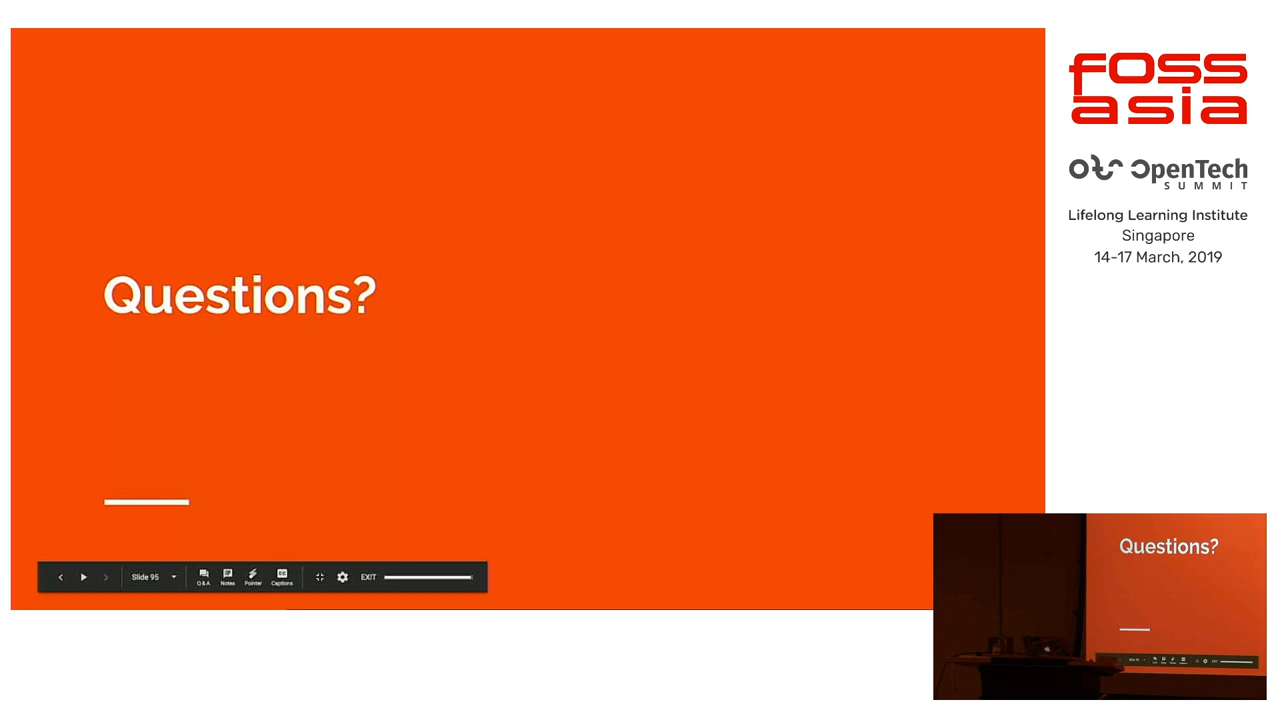 Questions?
Slide 95
Q&A
Notes
Pointer
Captions
EXIT
foss
asia
OpenTech
SUMMIT
Lifelong Learning Institute
Singapore
14-17 March, 2019
Questions?